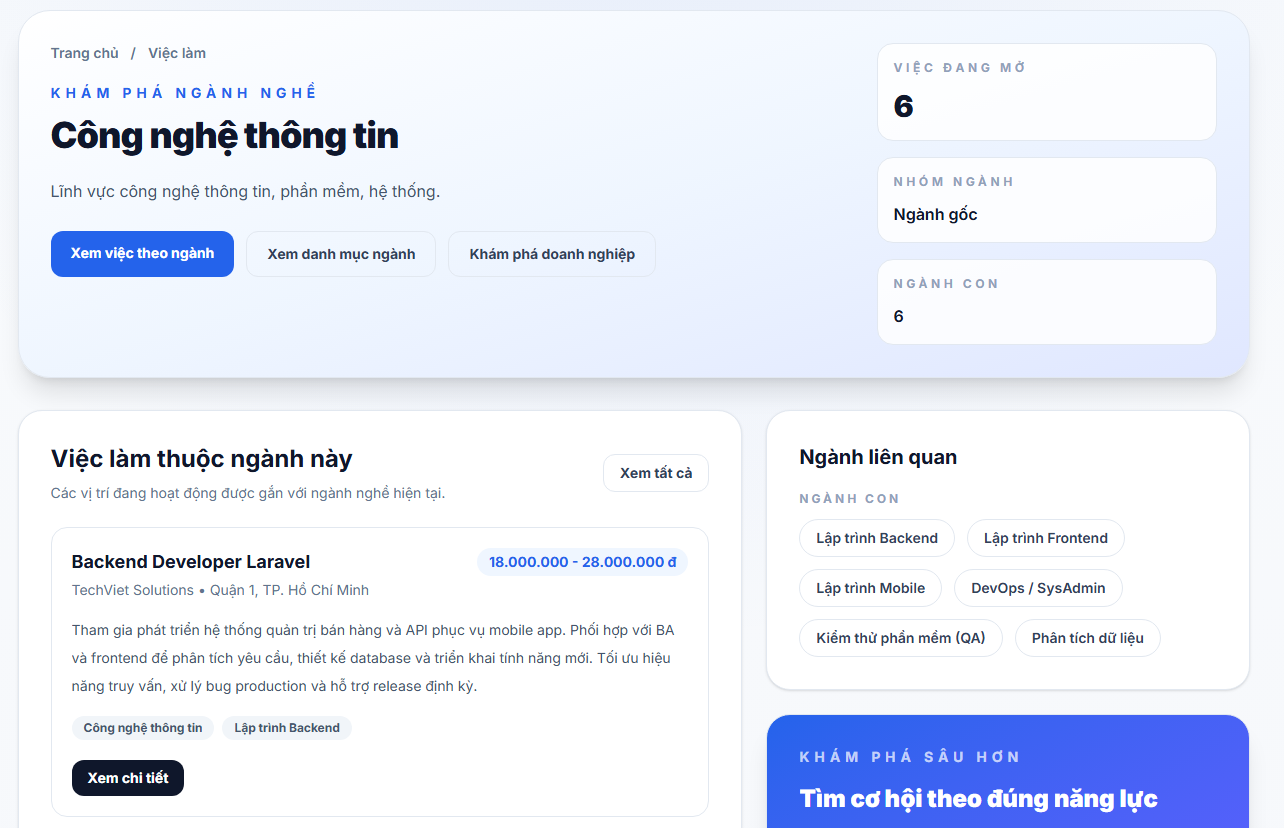 Trang chủ / Việc làm
KHÁM PHÁ NGÀNH NGHỀ
Công nghệ thông tin
Lĩnh vực công nghệ thông tin, phần mềm, hệ thống.
Xem việc theo ngành
Xem danh mục ngành
Khám phá doanh nghiệp
VIỆC ĐANG MỞ
6
NHÓM NGÀNH
Ngành gốc
NGÀNH CON
6
Việc làm thuộc ngành này
Các vị trí đang hoạt động được gắn với ngành nghề hiện tại.
Xem tất cả
Backend Developer Laravel
18.000.000 - 28.000.000 đ
TechViet Solutions • Quận 1, TP. Hồ Chí Minh
Tham gia phát triển hệ thống quản trị bán hàng và API phục vụ mobile app. Phối hợp với BA
và frontend để phân tích yêu cầu, thiết kế database và triển khai tính năng mới. Tối ưu hiệu
năng truy vấn, xử lý bug production và hỗ trợ release định kỳ.
Công nghệ thông tin
Lập trình Backend
Xem chi tiết
Ngành liên quan
NGÀNH CON
Lập trình Backend
Lập trình Frontend
Lập trình Mobile
DevOps / SysAdmin
Kiểm thử phần mềm (QA)
Phân tích dữ liệu
KHÁM PHÁ SÂU HƠN
Tìm cơ hội theo đúng năng lực